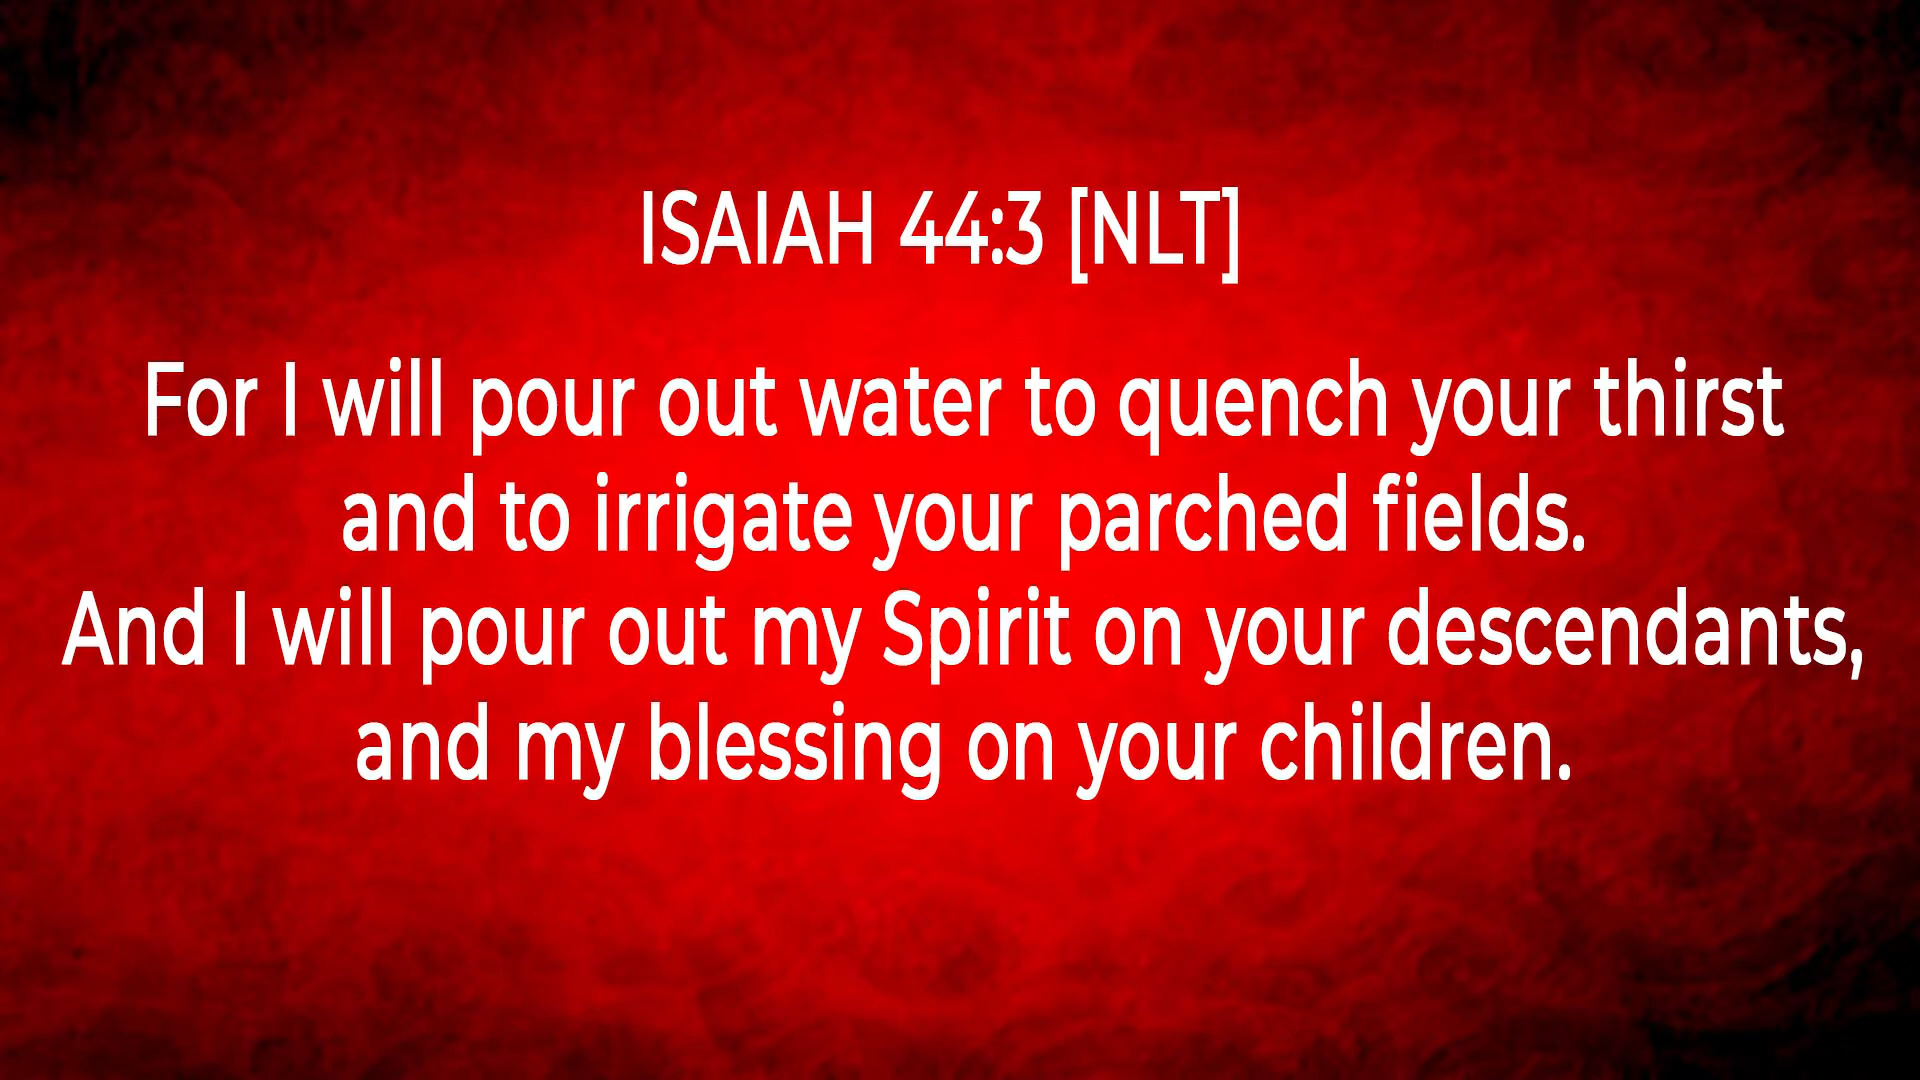 ISAIAH 44:3 [NLT]
For I will pour out water to quench your thirst
and to irrigate your parched fields.
And I will pour out my Spirit on your descendants,
and my blessing on your children.